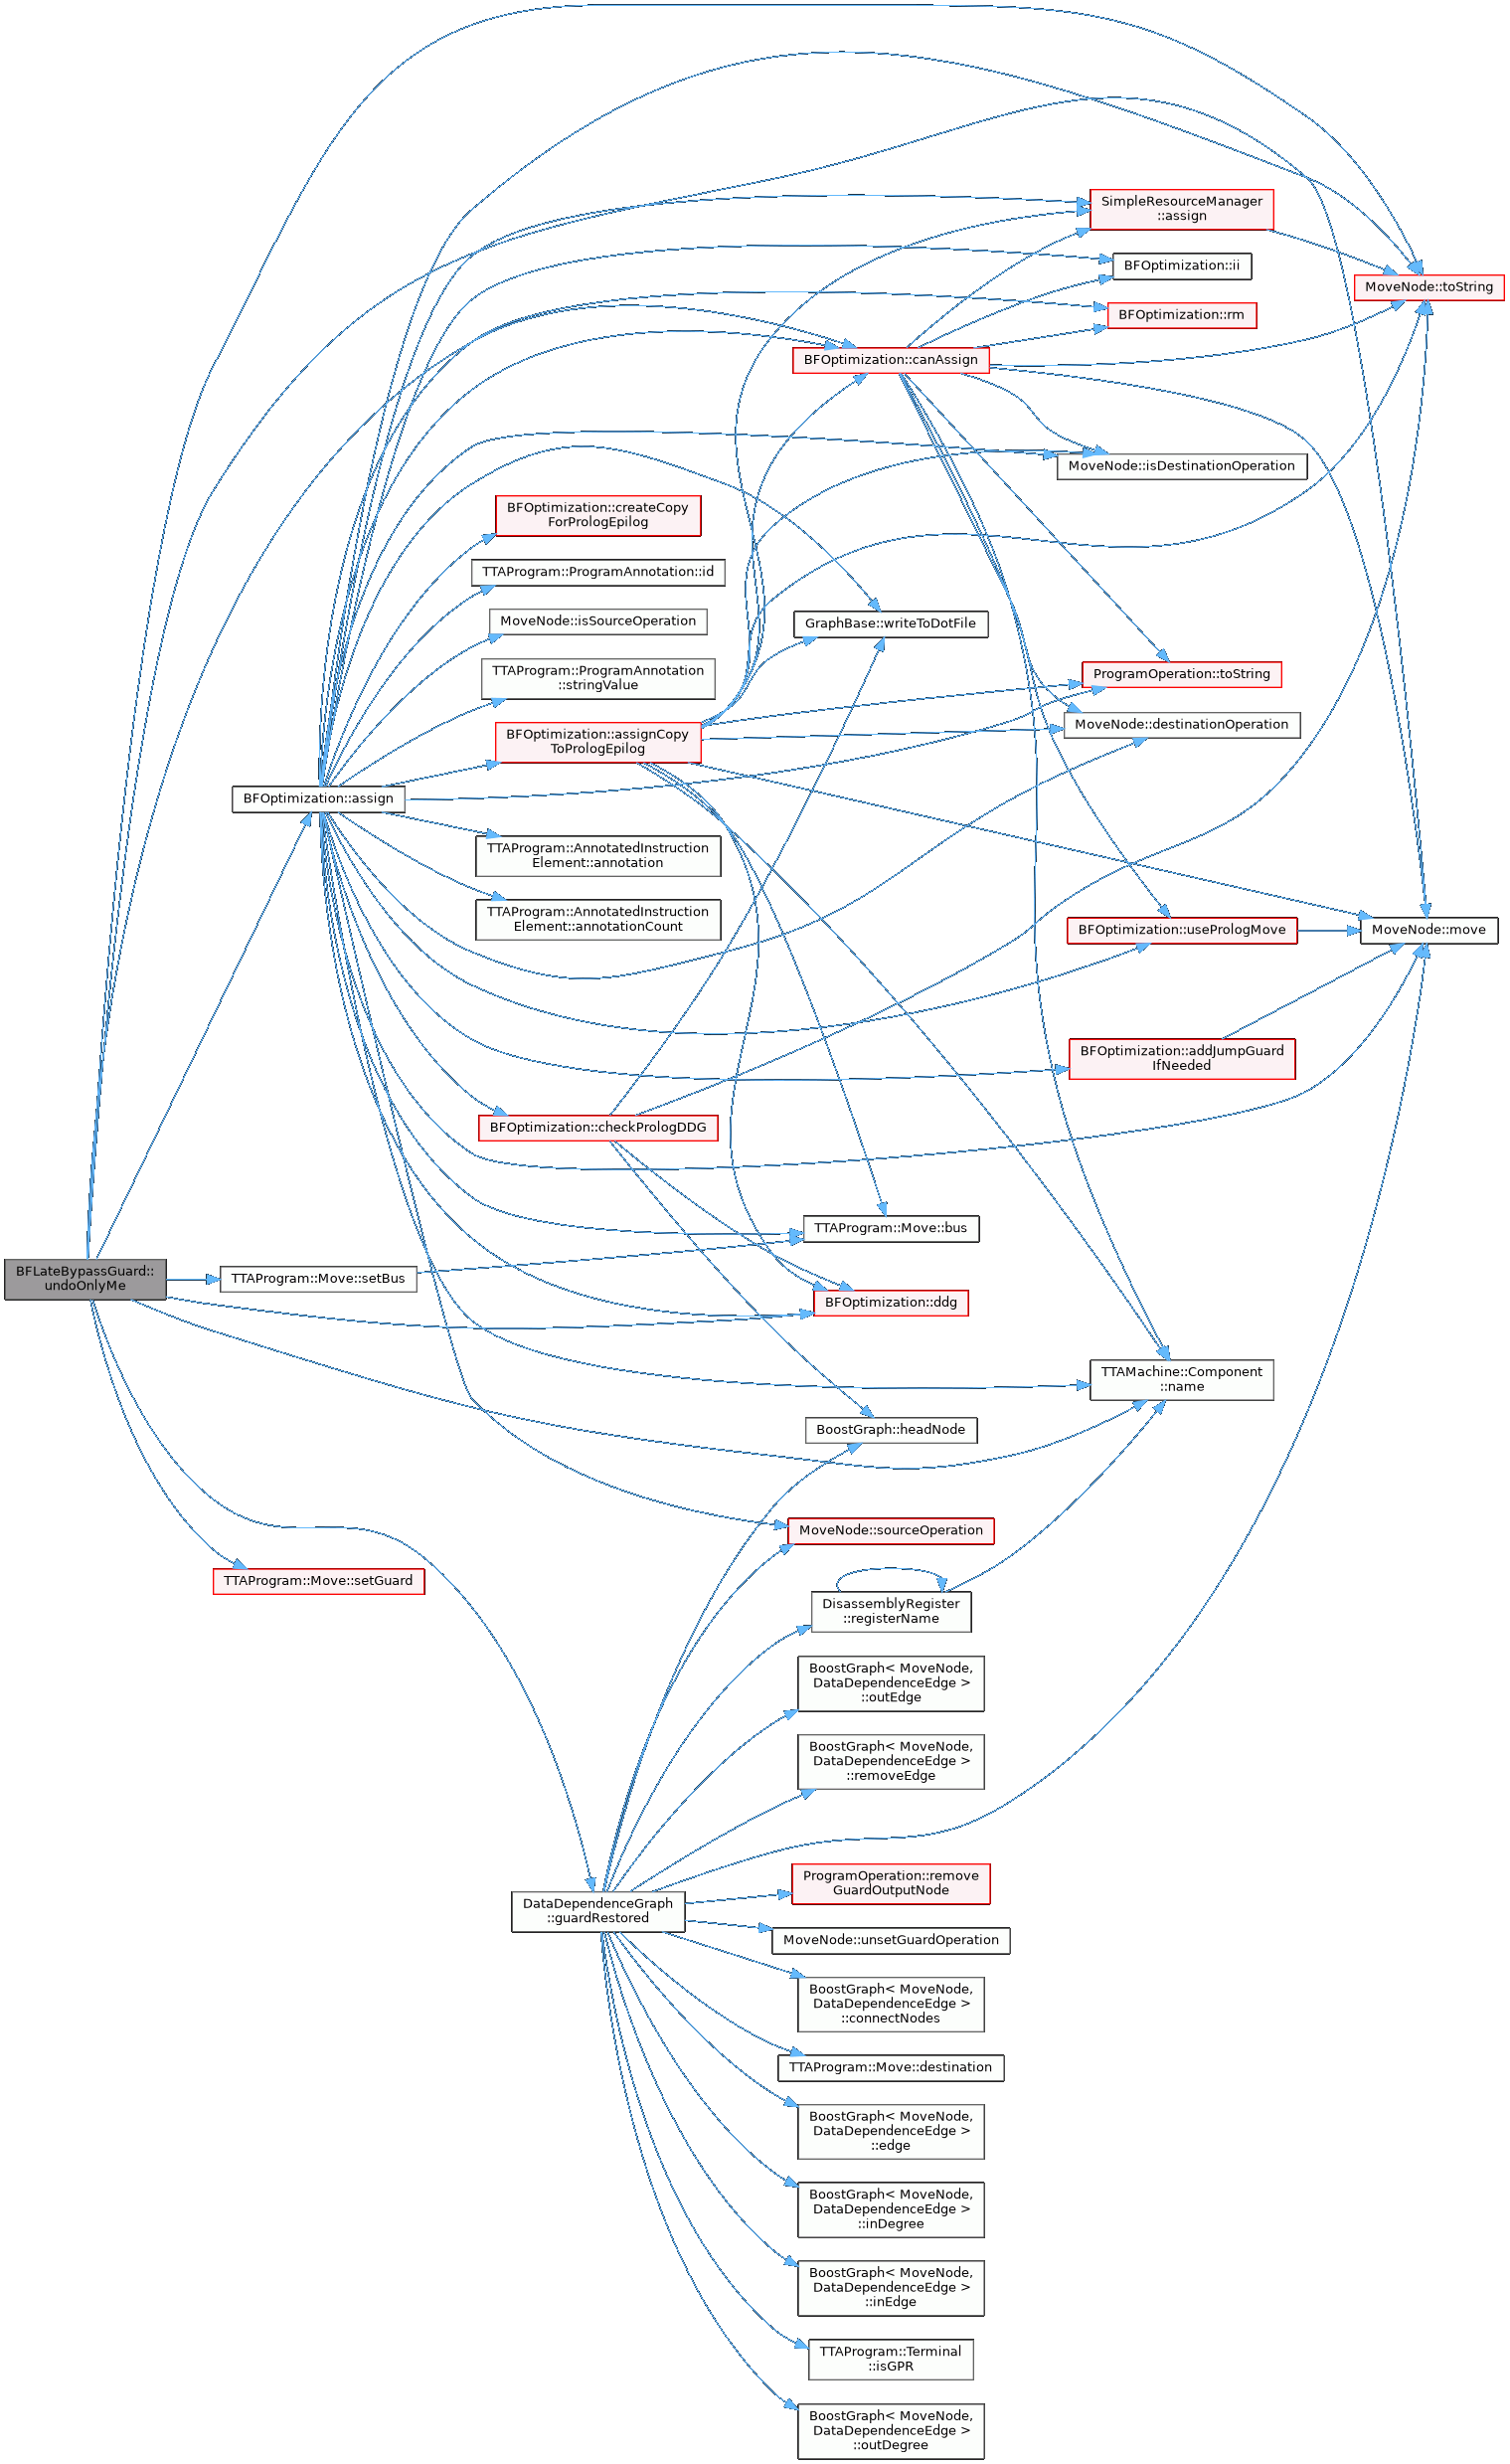 SimpleResourceManager
::assign
BFOptimization::ii
MoveNode::toString
BFOptimization::rm
BFOptimization::canAssign
MoveNode::isDestinationOperation
BFOptimization::createCopy
ForPrologEpilog
TTAProgram::ProgramAnnotation::id
MoveNode::isSourceOperation
GraphBase::writeToDotFile
TTAProgram::ProgramAnnotation
::stringValue
ProgramOperation::toString
MoveNode::destinationOperation
BFOptimization::assignCopy
ToPrologEpilog
BFOptimization::assign
TTAProgram::AnnotatedInstruction
Element::annotation
TTAProgram::AnnotatedInstruction
Element::annotationCount
BFOptimization::usePrologMove
MoveNode::move
BFOptimization::addJumpGuard
IfNeeded
BFOptimization::checkPrologDDG
TTAProgram::Move::bus
BFLateBypassGuard::
undoOnlyMe
TTAProgram::Move::setBus
BFOptimization::ddg
TTAMachine::Component
::name
BoostGraph::headNode
MoveNode::sourceOperation
TTAProgram::Move::setGuard
DisassemblyRegister
::registerName
BoostGraph< MoveNode,
DataDependenceEdge >
::outEdge
BoostGraph< MoveNode,
DataDependenceEdge >
::removeEdge
ProgramOperation::remove
GuardOutputNode
DataDependenceGraph
::guardRestored
MoveNode::unsetGuardOperation
BoostGraph< MoveNode,
DataDependenceEdge >
::connectNodes
TTAProgram::Move::destination
BoostGraph< MoveNode,
DataDependenceEdge >
::edge
BoostGraph< MoveNode,
DataDependenceEdge >
::inDegree
BoostGraph< MoveNode,
DataDependenceEdge >
::inEdge
TTAProgram::Terminal
::isGPR
BoostGraph< MoveNode,
DataDependenceEdge >
::outDegree